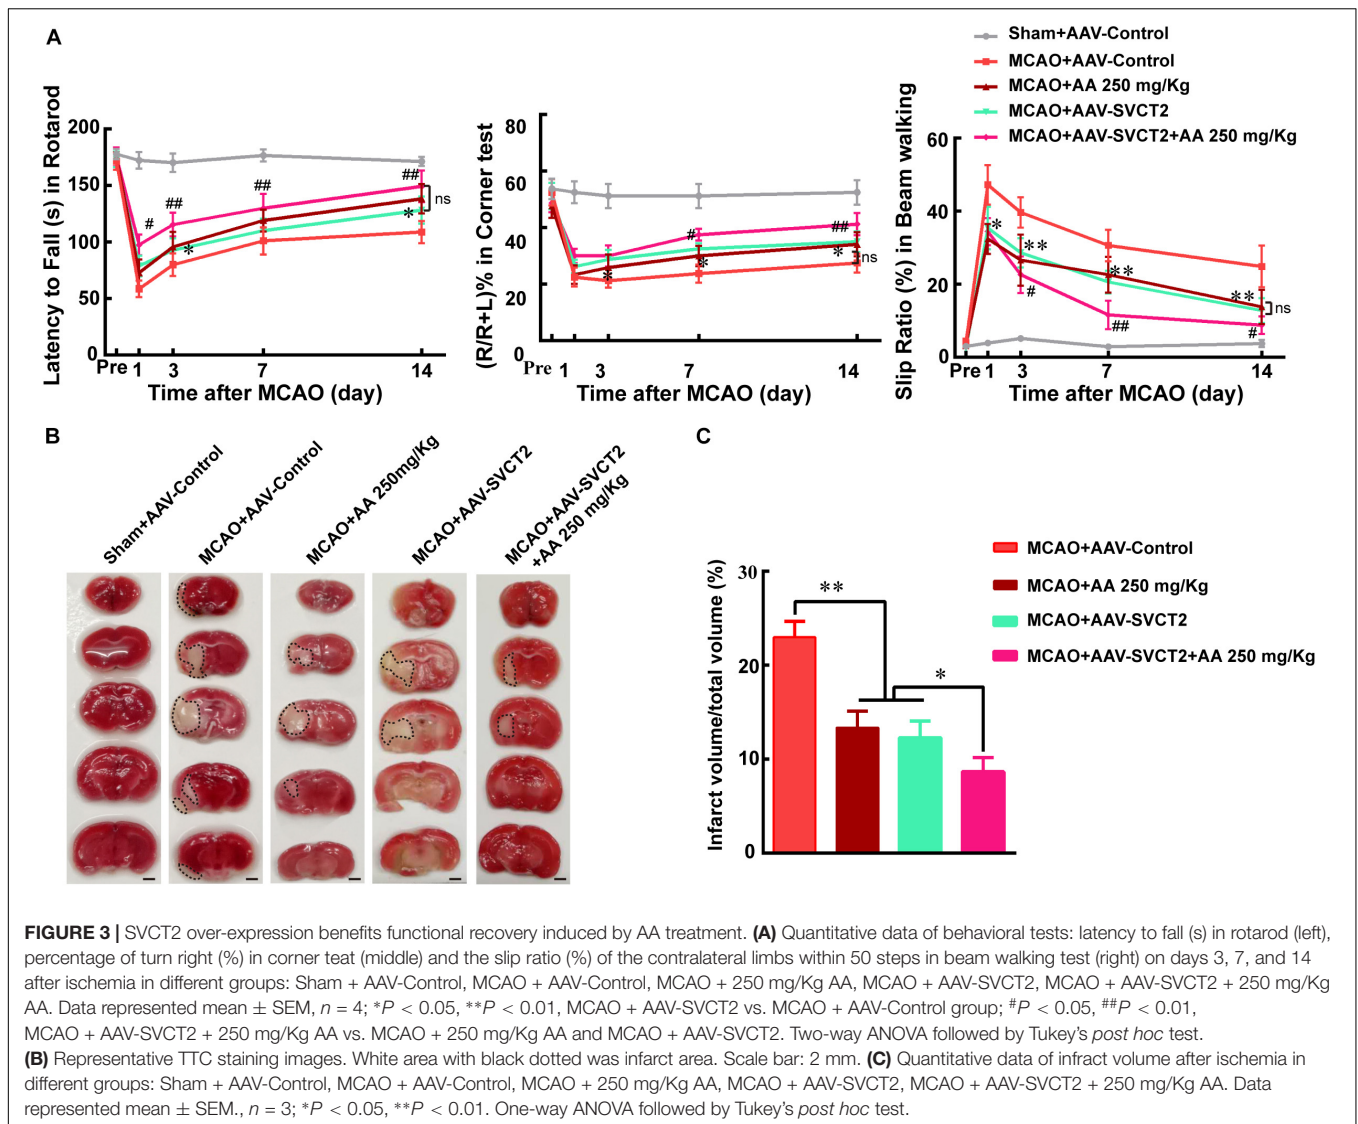 A
Sham+AAV-Control
MCAO+AAV-Control
MCAO+AA 250 mg/Kg
MCAO+AAV-SVCT2
MCAO+AAV-SVCT2+AA 250 mg/Kg
Latency to Fall (s) in Rotarod
200
150
100
50
0
# ## ## ##
* *
ns
Pre 1 3 7 14
Time after MCAO (day)
(R/R+L)% in Corner test
80
60
40
20
0
# ##
* * *
ns
Pre 1 3 7 14
Time after MCAO (day)
Slip Ratio (%) in Beam walking
60
40
20
0
* ** ** **
# ## #
ns
Pre 1 3 7 14
Time after MCAO (day)
B
Sham+AAV-Control
MCAO+AAV-Control
MCAO+AA 250mg/Kg
MCAO+AAV-SVCT2
MCAO+AAV-SVCT2
+AA 250 mg/Kg
C
MCAO+AAV-Control
MCAO+AA 250 mg/Kg
MCAO+AAV-SVCT2
MCAO+AAV-SVCT2+AA 250 mg/Kg
Infarct volume/total volume (%)
30
20
10
0
**
*
FIGURE 3 | SVCT2 over-expression benefits functional recovery induced by AA treatment. (A) Quantitative data of behavioral tests: latency to fall (s) in rotarod (left),
percentage of turn right (%) in corner teat (middle) and the slip ratio (%) of the contralateral limbs within 50 steps in beam walking test (right) on days 3, 7, and 14
after ischemia in different groups: Sham + AAV-Control, MCAO + AAV-Control, MCAO + 250 mg/Kg AA, MCAO + AAV-SVCT2, MCAO + AAV-SVCT2 + 250 mg/Kg
AA. Data represented mean ± SEM, n = 4; *P < 0.05, **P < 0.01, MCAO + AAV-SVCT2 vs. MCAO + AAV-Control group; #P < 0.05, ##P < 0.01,
MCAO + AAV-SVCT2 + 250 mg/Kg AA vs. MCAO + 250 mg/Kg AA and MCAO + AAV-SVCT2. Two-way ANOVA followed by Tukey's post hoc test.
(B) Representative TTC staining images. White area with black dotted was infarct area. Scale bar: 2 mm. (C) Quantitative data of infract volume after ischemia in
different groups: Sham + AAV-Control, MCAO + AAV-Control, MCAO + 250 mg/Kg AA, MCAO + AAV-SVCT2, MCAO + AAV-SVCT2 + 250 mg/Kg AA. Data
represented mean ± SEM., n = 3; *P < 0.05, **P < 0.01. One-way ANOVA followed by Tukey's post hoc test.